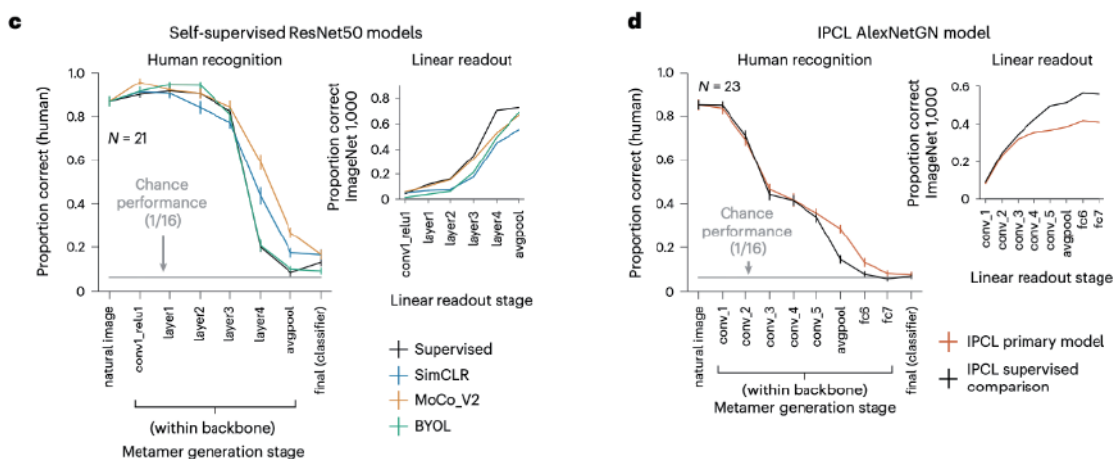 c
Self-supervised ResNet50 models
Human recognition
Proportion correct (human)
1.0
0.8
0.6
0.4
0.2
0
N = 21
Chance
performance
(1/16)
natural image
conv1_relu1
layer1
layer2
layer3
layer4
avgpool
final (classifier)
(within backbone)
Metamer generation stage
Linear readout
Proportion correct
ImageNet 1,000
0.8
0.6
0.4
0.2
0
conv1_relu1
layer1
layer2
layer3
layer4
avgpool
Linear readout stage
Supervised
SimCLR
MoCo_V2
BYOL
d
IPCL AlexNetGN model
Human recognition
Proportion correct (human)
1.0
0.8
0.6
0.4
0.2
0
N = 23
Chance
performance
(1/16)
natural image
conv_1
conv_2
conv_3
conv_4
conv_5
avgpool
fc6
fc7
final (classifier)
(within backbone)
Metamer generation stage
Linear readout
Proportion correct
ImageNet 1,000
0.6
0.4
0.2
0
conv_1
conv_2
conv_3
conv_4
conv_5
avgpool
fc6
fc7
Linear readout stage
IPCL primary model
IPCL supervised
comparison